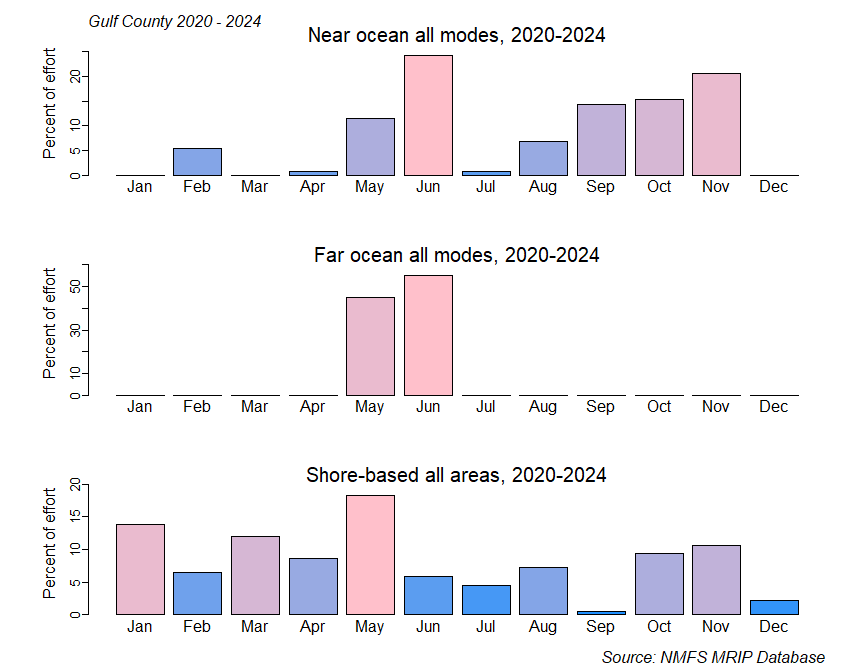 Gulf County 2020 - 2024
Near ocean all modes, 2020-2024
Percent of effort
20
10
5
0
Jan Feb Mar Apr May Jun Jul Aug Sep Oct Nov Dec
Far ocean all modes, 2020-2024
Percent of effort
50
30
10
0
Jan Feb Mar Apr May Jun Jul Aug Sep Oct Nov Dec
Shore-based all areas, 2020-2024
Percent of effort
20
15
10
5
0
Jan Feb Mar Apr May Jun Jul Aug Sep Oct Nov Dec
Source: NMFS MRIP Database